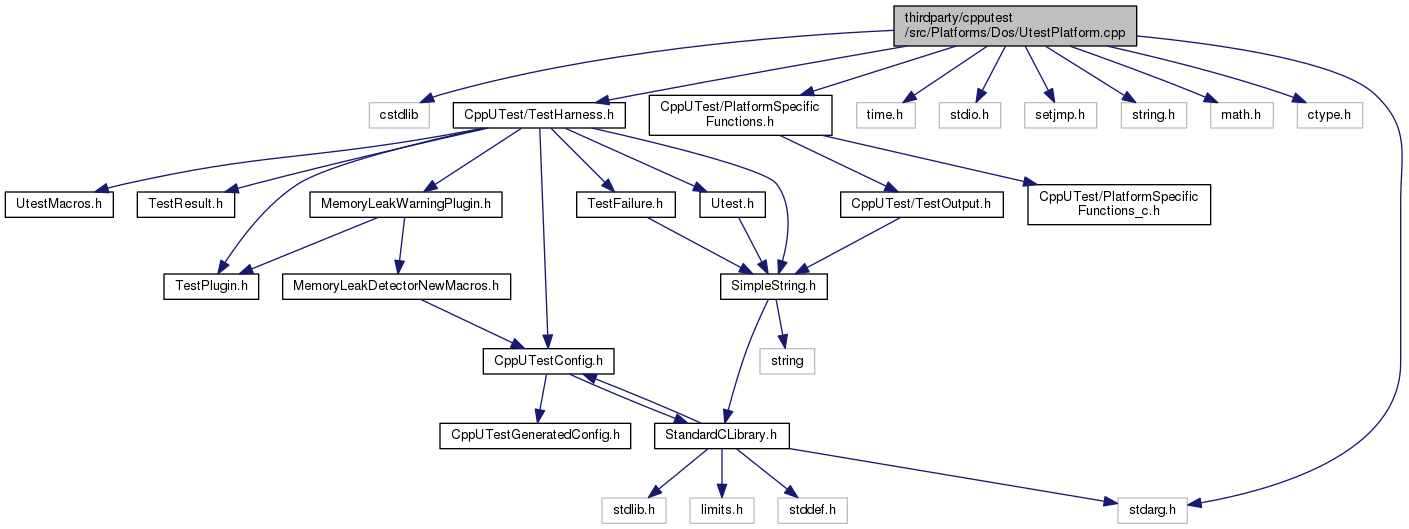 thirdparty/cpputest
/src/Platforms/Dos/UtestPlatform.cpp
cstdlib
CppUTest/TestHarness.h
CppUTest/PlatformSpecific
Functions.h
time.h
stdio.h
setjmp.h
string.h
math.h
ctype.h
UtestMacros.h
TestResult.h
MemoryLeakWarningPlugin.h
TestFailure.h
Utest.h
CppUTest/TestOutput.h
CppUTest/PlatformSpecific
Functions_c.h
TestPlugin.h
MemoryLeakDetectorNewMacros.h
SimpleString.h
CppUTestConfig.h
string
CppUTestGeneratedConfig.h
StandardCLibrary.h
stdlib.h
limits.h
stddef.h
stdarg.h